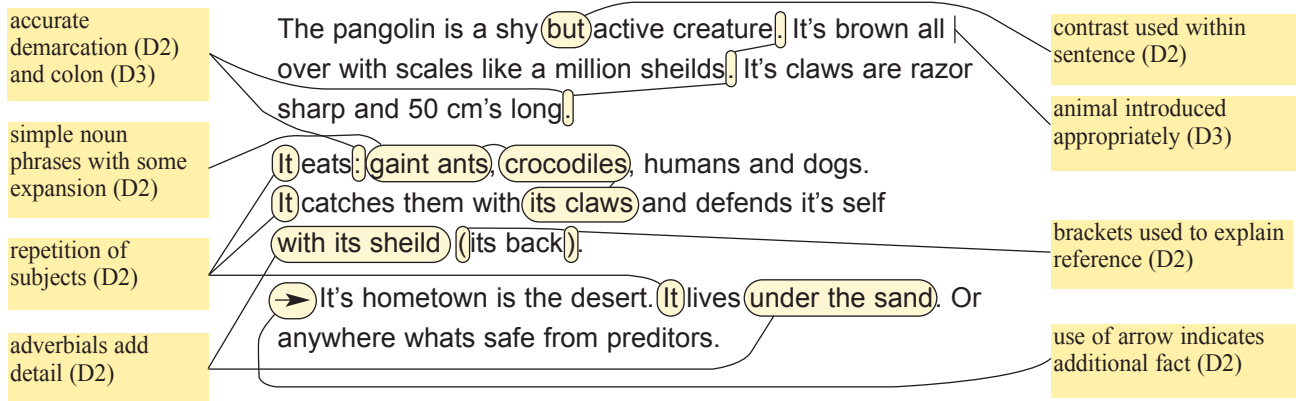 accurate
demarcation (D2)
and colon (D3)
simple noun
phrases with some
expansion (D2)
repetition of
subjects (D2)
adverbials add
detail (D2)
The pangolin is a shy but active creature. It's brown all
over with scales like a million sheilds. It's claws are razor
sharp and 50 cm's long.
It eats: gaint ants, crocodiles, humans and dogs.
It catches them with its claws and defends it's self
with its sheild (its back).
→ It's hometown is the desert. It lives under the sand. Or
anywhere whats safe from preditors.
contrast used within
sentence (D2)
animal introduced
appropriately (D3)
brackets used to explain
reference (D2)
use of arrow indicates
additional fact (D2)